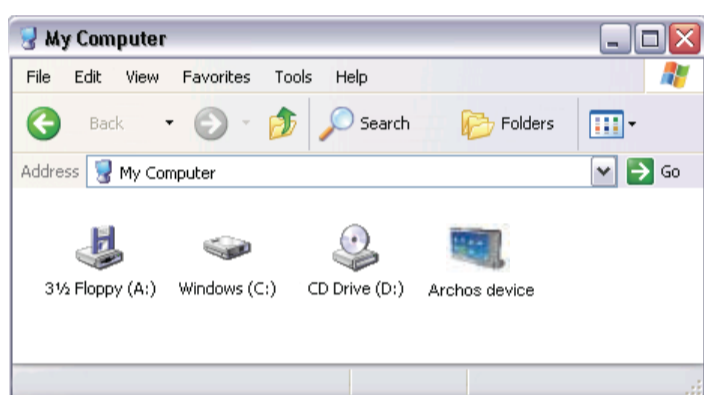 My Computer
File Edit View Favorites Tools Help
Back Search Folders
Address My Computer Go
3½ Floppy (A:) Windows (C:) CD Drive (D:) Archos device